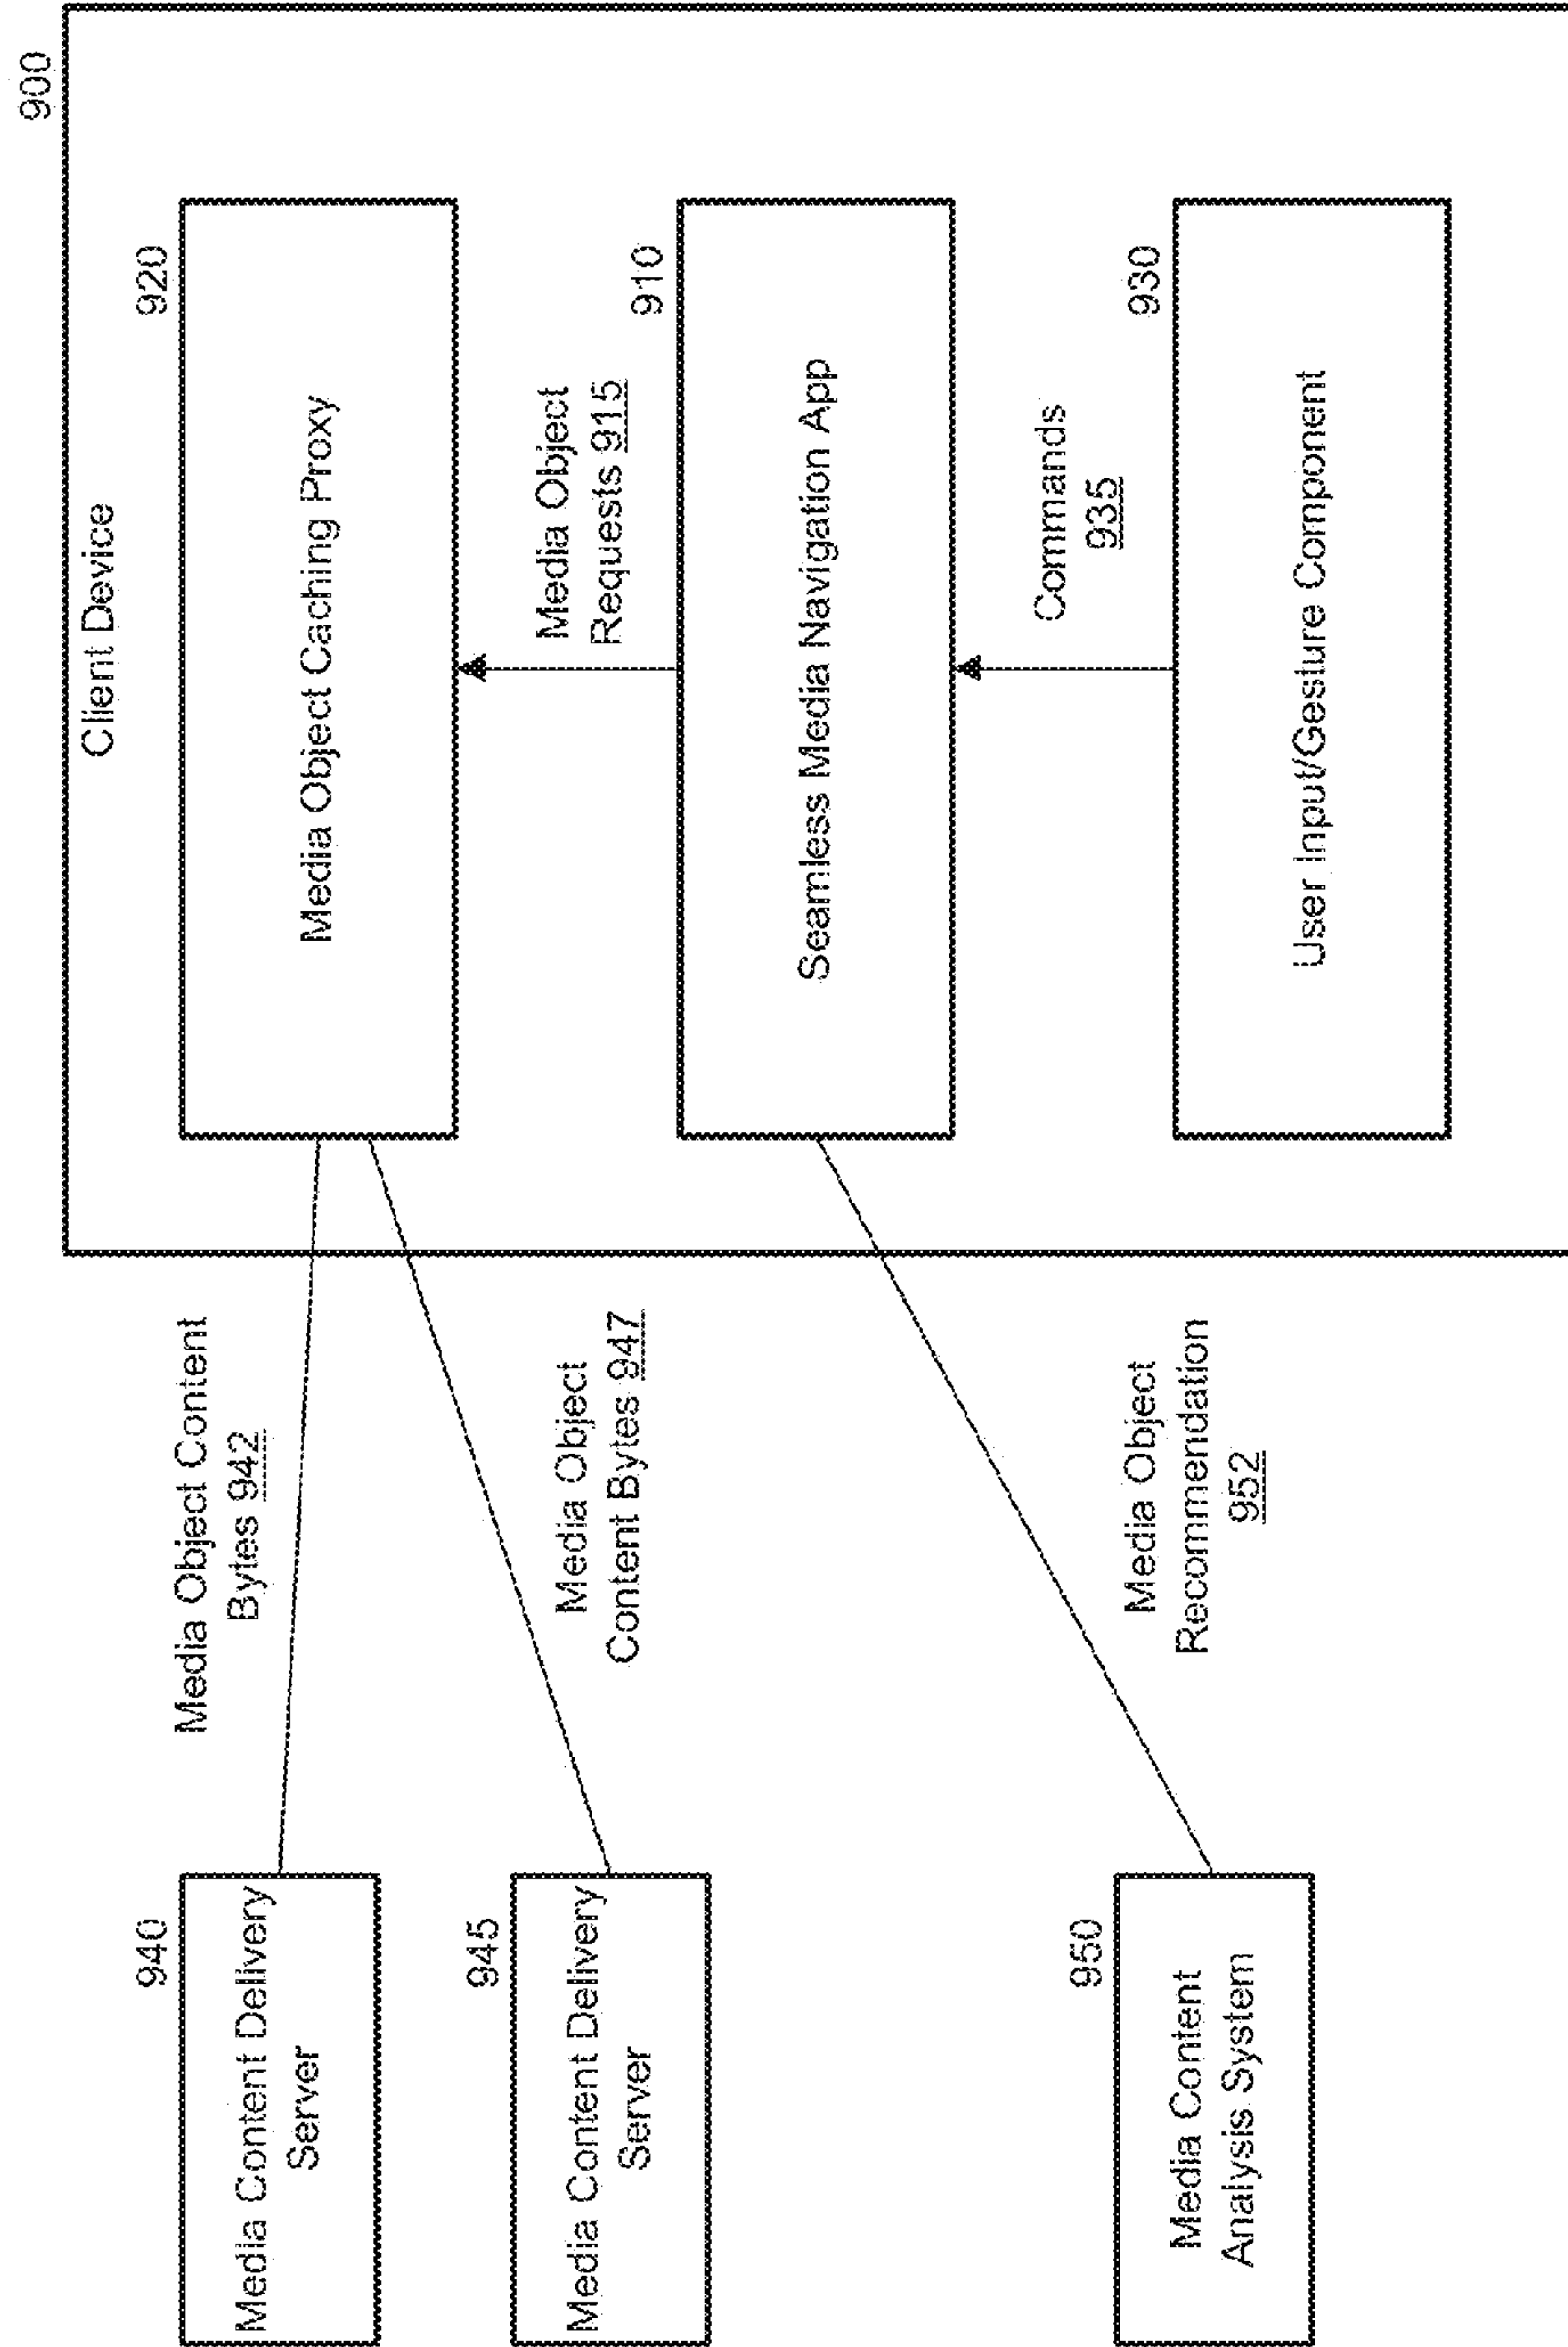 900
Client Device
940
Media Content Delivery
Server
Media Object Content
Bytes 942
920
Media Object Caching Proxy
945
Media Content Delivery
Server
Media Object
Content Bytes 947
Media Object
Requests 915
910
Seamless Media Navigation App
950
Media Content
Analysis System
Media Object
Recommendation
952
Commands
935
930
User Input/Gesture Component